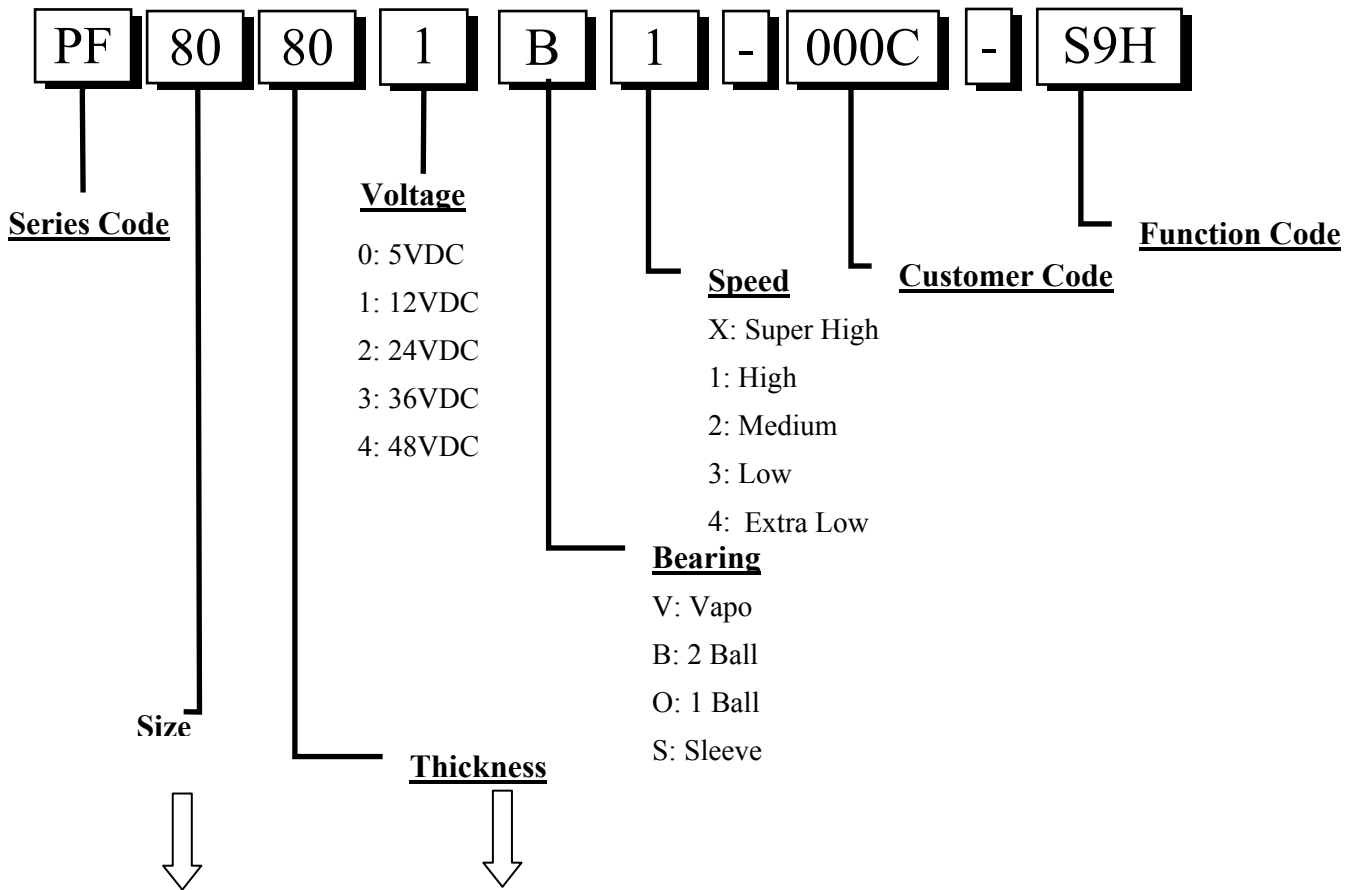 PF 80 80 1 B 1 - 000C - S9H
Series Code
Voltage
0: 5VDC
1: 12VDC
2: 24VDC
3: 36VDC
4: 48VDC
Function Code
Customer Code
Speed
X: Super High
1: High
2: Medium
3: Low
4: Extra Low
Bearing
V: Vapo
B: 2 Ball
O: 1 Ball
S: Sleeve
Size
Thickness